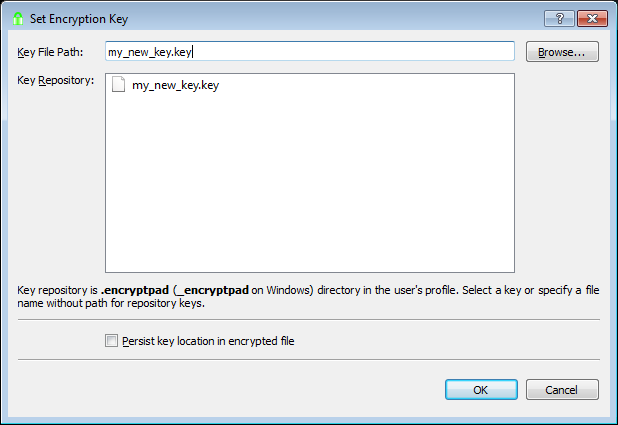 Set Encryption Key
?
Key File Path: my_new_key.key Browse...
Key Repository: my_new_key.key
Key repository is .encryptpad (_encryptpad on Windows) directory in the user's profile. Select a key or specify a file
name without path for repository keys.
Persist key location in encrypted file
OK Cancel